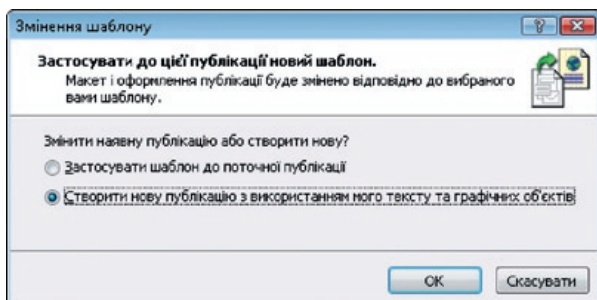 Змінення шаблону
Застосувати до цієї публікації новий шаблон.
Макет і оформлення публікації буде змінено відповідно до вибраного
вами шаблону.
Змінити наявну публікацію або створити нову?
Застосувати шаблон до поточної публікації
Створити нову публікацію з використанням мого тексту та графічних об'єктів
ОК
Скасувати